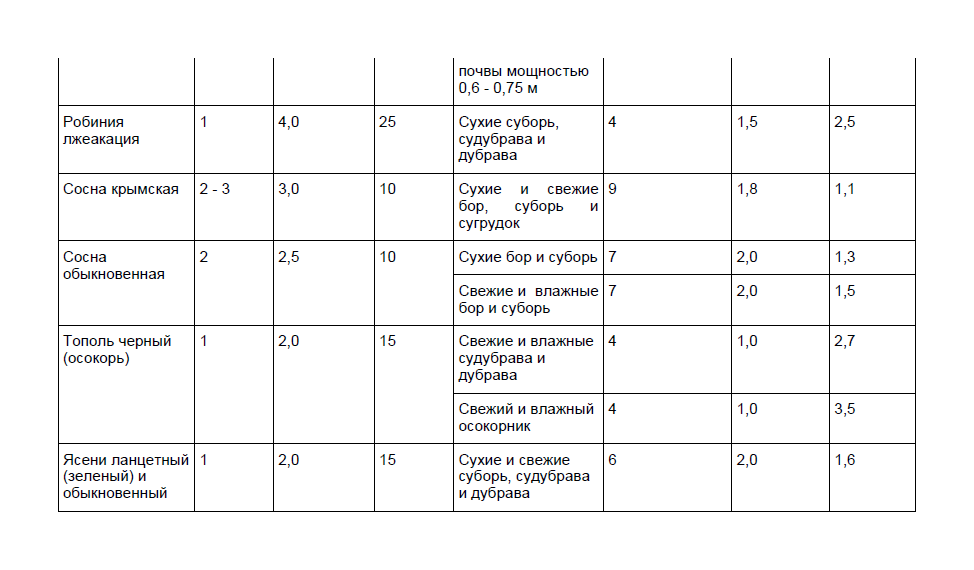 почвы мощностью
0,6 - 0,75 м
Робиния лжеакация 1 4,0 25 Сухие суборь, судубрава и дубрава 4 1,5 2,5
Сосна крымская 2 - 3 3,0 10 Сухие и свежие бор, суборь и сугрудок 9 1,8 1,1
Сосна обыкновенная 2 2,5 10 Сухие бор и суборь 7 2,0 1,3
Свежие и влажные бор и суборь 7 2,0 1,5
Тополь черный (осокорь) 1 2,0 15 Свежие и влажные судубрава и дубрава 4 1,0 2,7
Свежий и влажный осокорник 4 1,0 3,5
Ясени ланцетный (зеленый) и обыкновенный 1 2,0 15 Сухие и свежие суборь, судубрава и дубрава 6 2,0 1,6